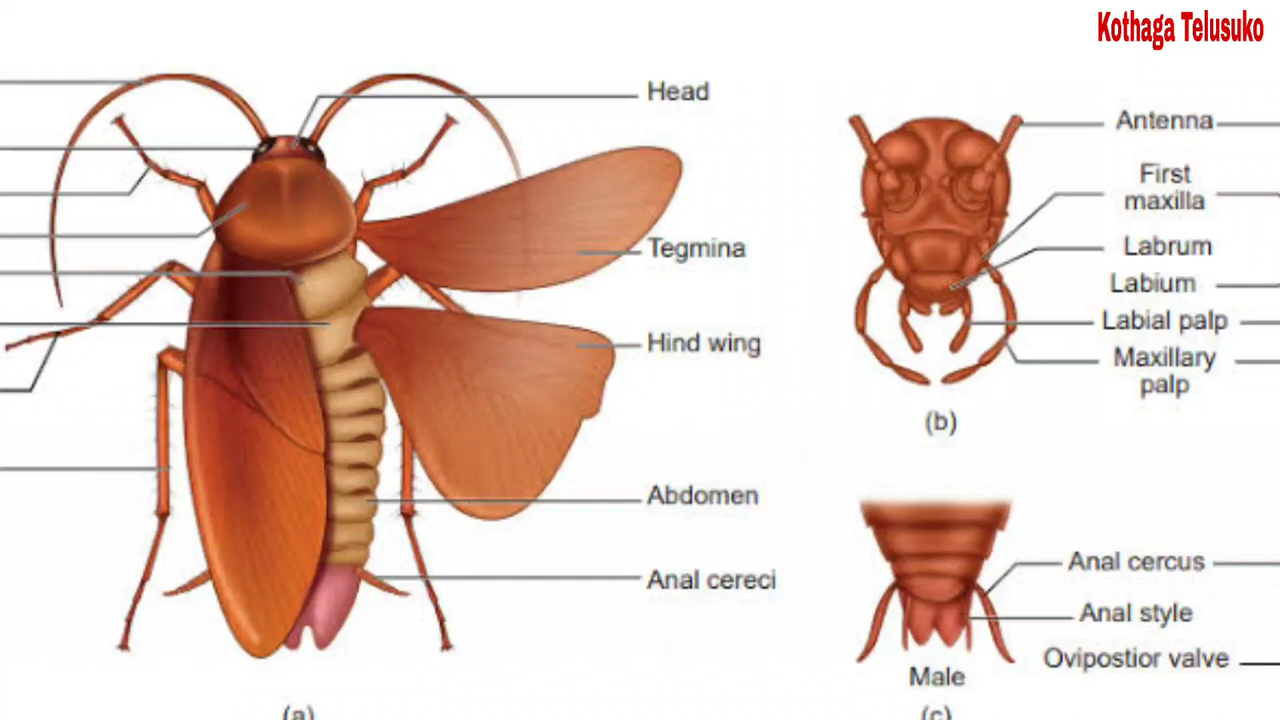 Kothaga Telusuko
Head
Tegmina
Hind wing
Abdomen
Anal cereci
(a)
Antenna
First
maxilla
Labrum
Labium
Labial palp
Maxillary
palp
(b)
Anal cercus
Anal style
Ovipostior valve
Male
(c)